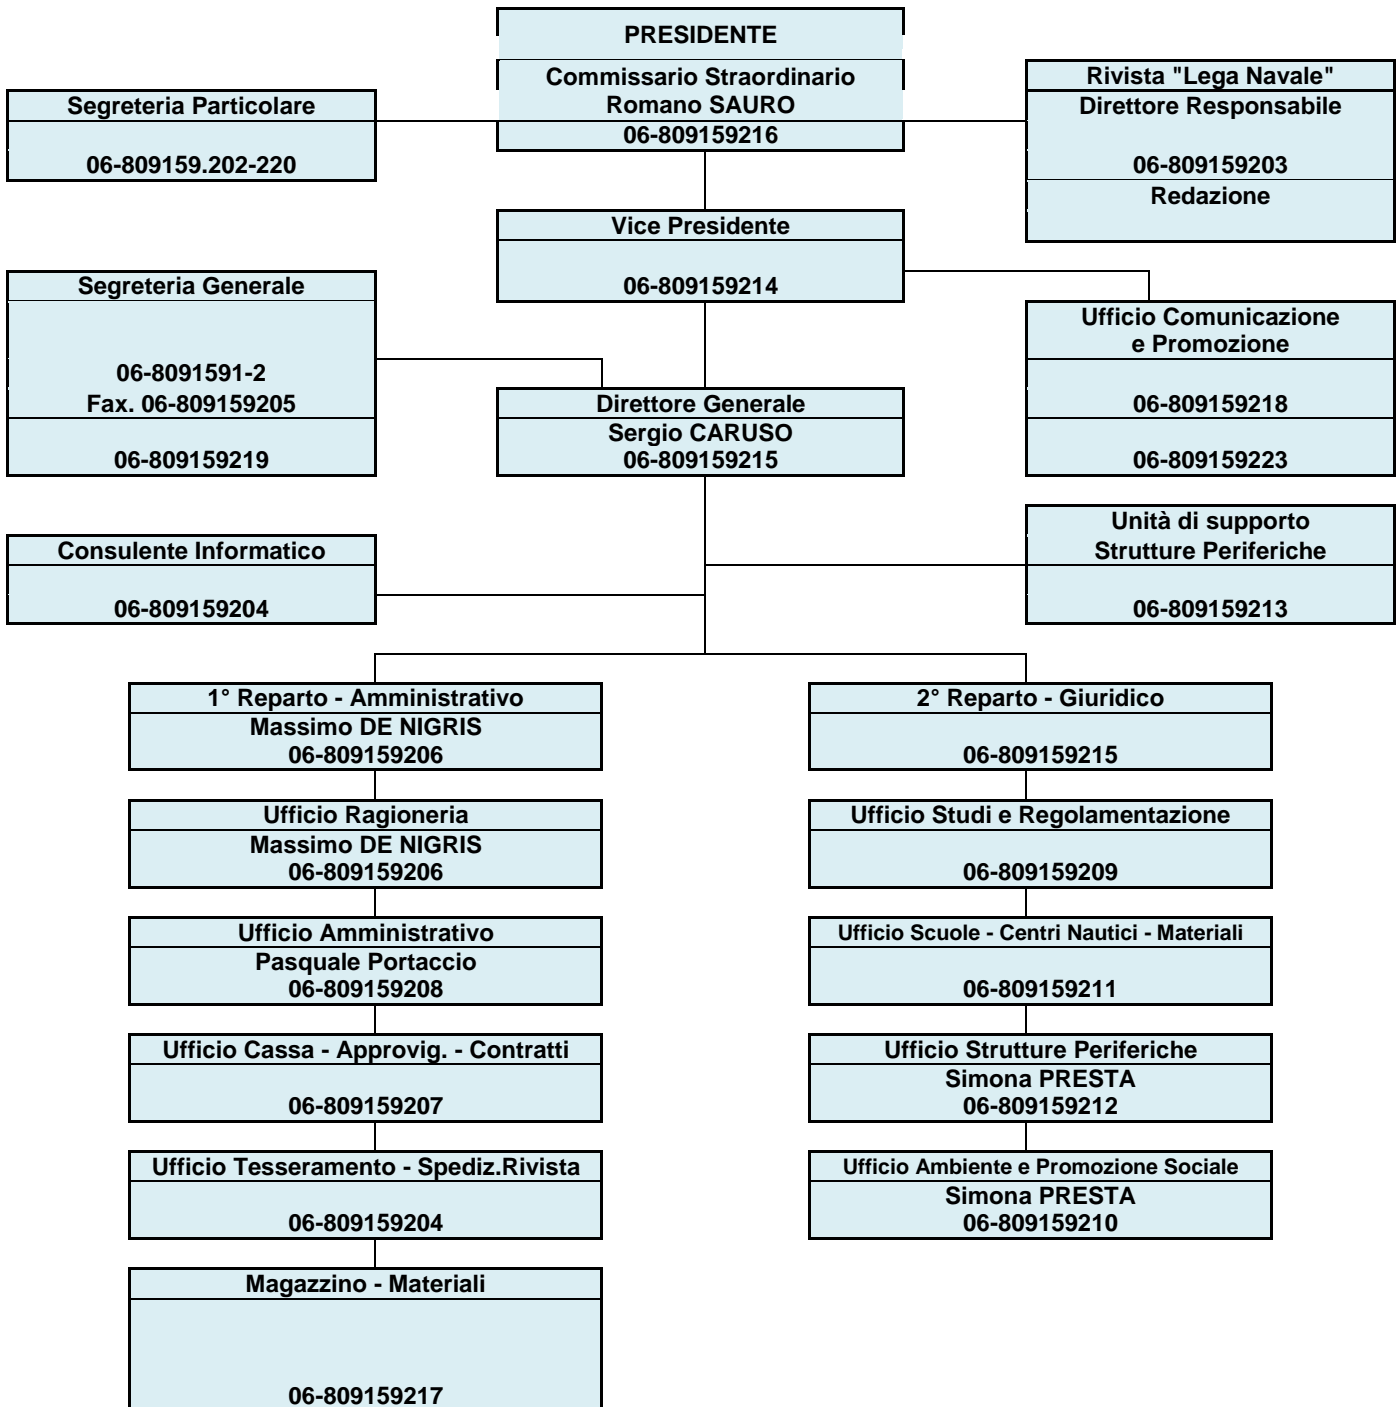 PRESIDENTE
Commissario Straordinario
Romano SAURO
06-809159216
Segreteria Particolare
06-809159.202-220
Rivista "Lega Navale"
Direttore Responsabile
06-809159203
Redazione
Vice Presidente
06-809159214
Segreteria Generale
06-8091591-2
Fax. 06-809159205
06-809159219
Ufficio Comunicazione
e Promozione
06-809159218
06-809159223
Direttore Generale
Sergio CARUSO
06-809159215
Consulente Informatico
06-809159204
Unità di supporto
Strutture Periferiche
06-809159213
1° Reparto - Amministrativo
Massimo DE NIGRIS
06-809159206
Ufficio Ragioneria
Massimo DE NIGRIS
06-809159206
Ufficio Amministrativo
Pasquale Portaccio
06-809159208
Ufficio Cassa - Approvig. - Contratti
06-809159207
Ufficio Tesseramento - Spediz.Rivista
06-809159204
Magazzino - Materiali
06-809159217
2° Reparto - Giuridico
06-809159215
Ufficio Studi e Regolamentazione
06-809159209
Ufficio Scuole - Centri Nautici - Materiali
06-809159211
Ufficio Strutture Periferiche
Simona PRESTA
06-809159212
Ufficio Ambiente e Promozione Sociale
Simona PRESTA
06-809159210